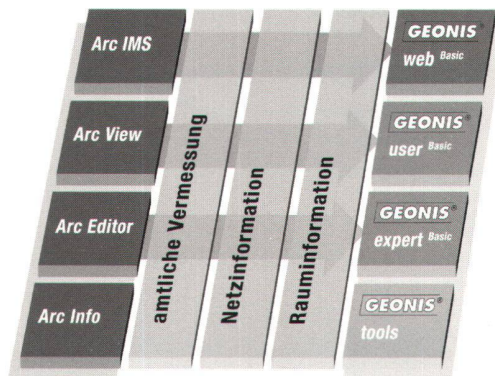 Arc IMS
GEONIS®
web Basic
Arc View
GEONIS®
user Basic
Arc Editor
GEONIS®
expert Basic
Arc Info
GEONIS®
tools
amtliche Vermessung
Netzinformation
Rauminformation